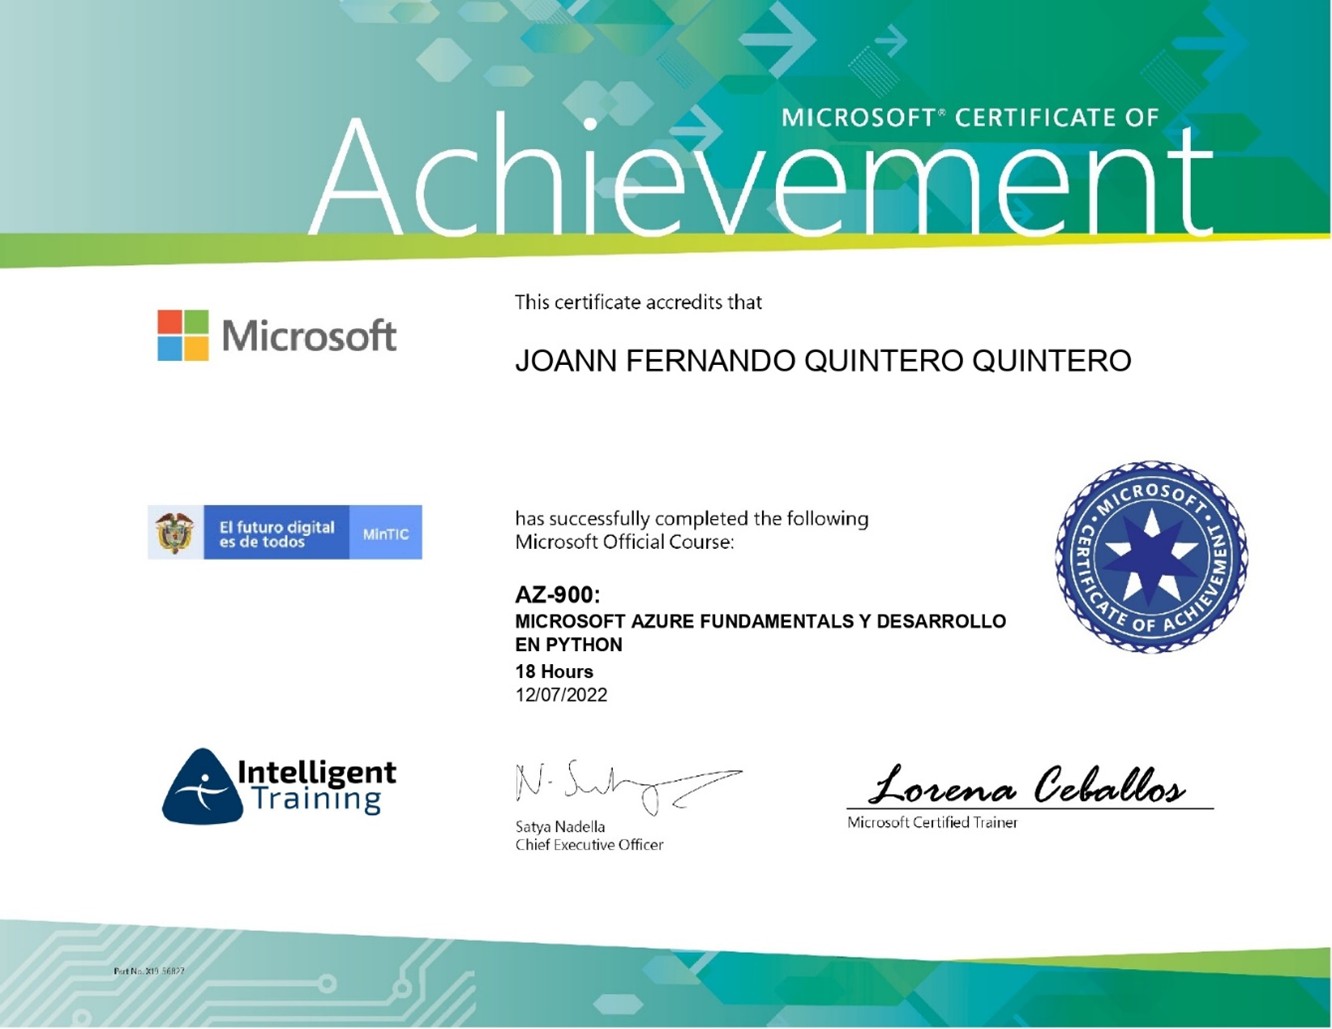 MICROSOFT® CERTIFICATE OF
Achievement
Microsoft
This certificate accredits that
JOANN FERNANDO QUINTERO QUINTERO
El futuro digital
es de todos
MinTIC
has successfully completed the following
Microsoft Official Course:
AZ-900:
MICROSOFT AZURE FUNDAMENTALS Y DESARROLLO
EN PYTHON
18 Hours
12/07/2022
MICROSOFT · CERTIFICATE OF ACHIEVEMENT ·
Intelligent
Training
Satya Nadella
Chief Executive Officer
Lorena Ceballos
Microsoft Certified Trainer
Part No. X19-56827